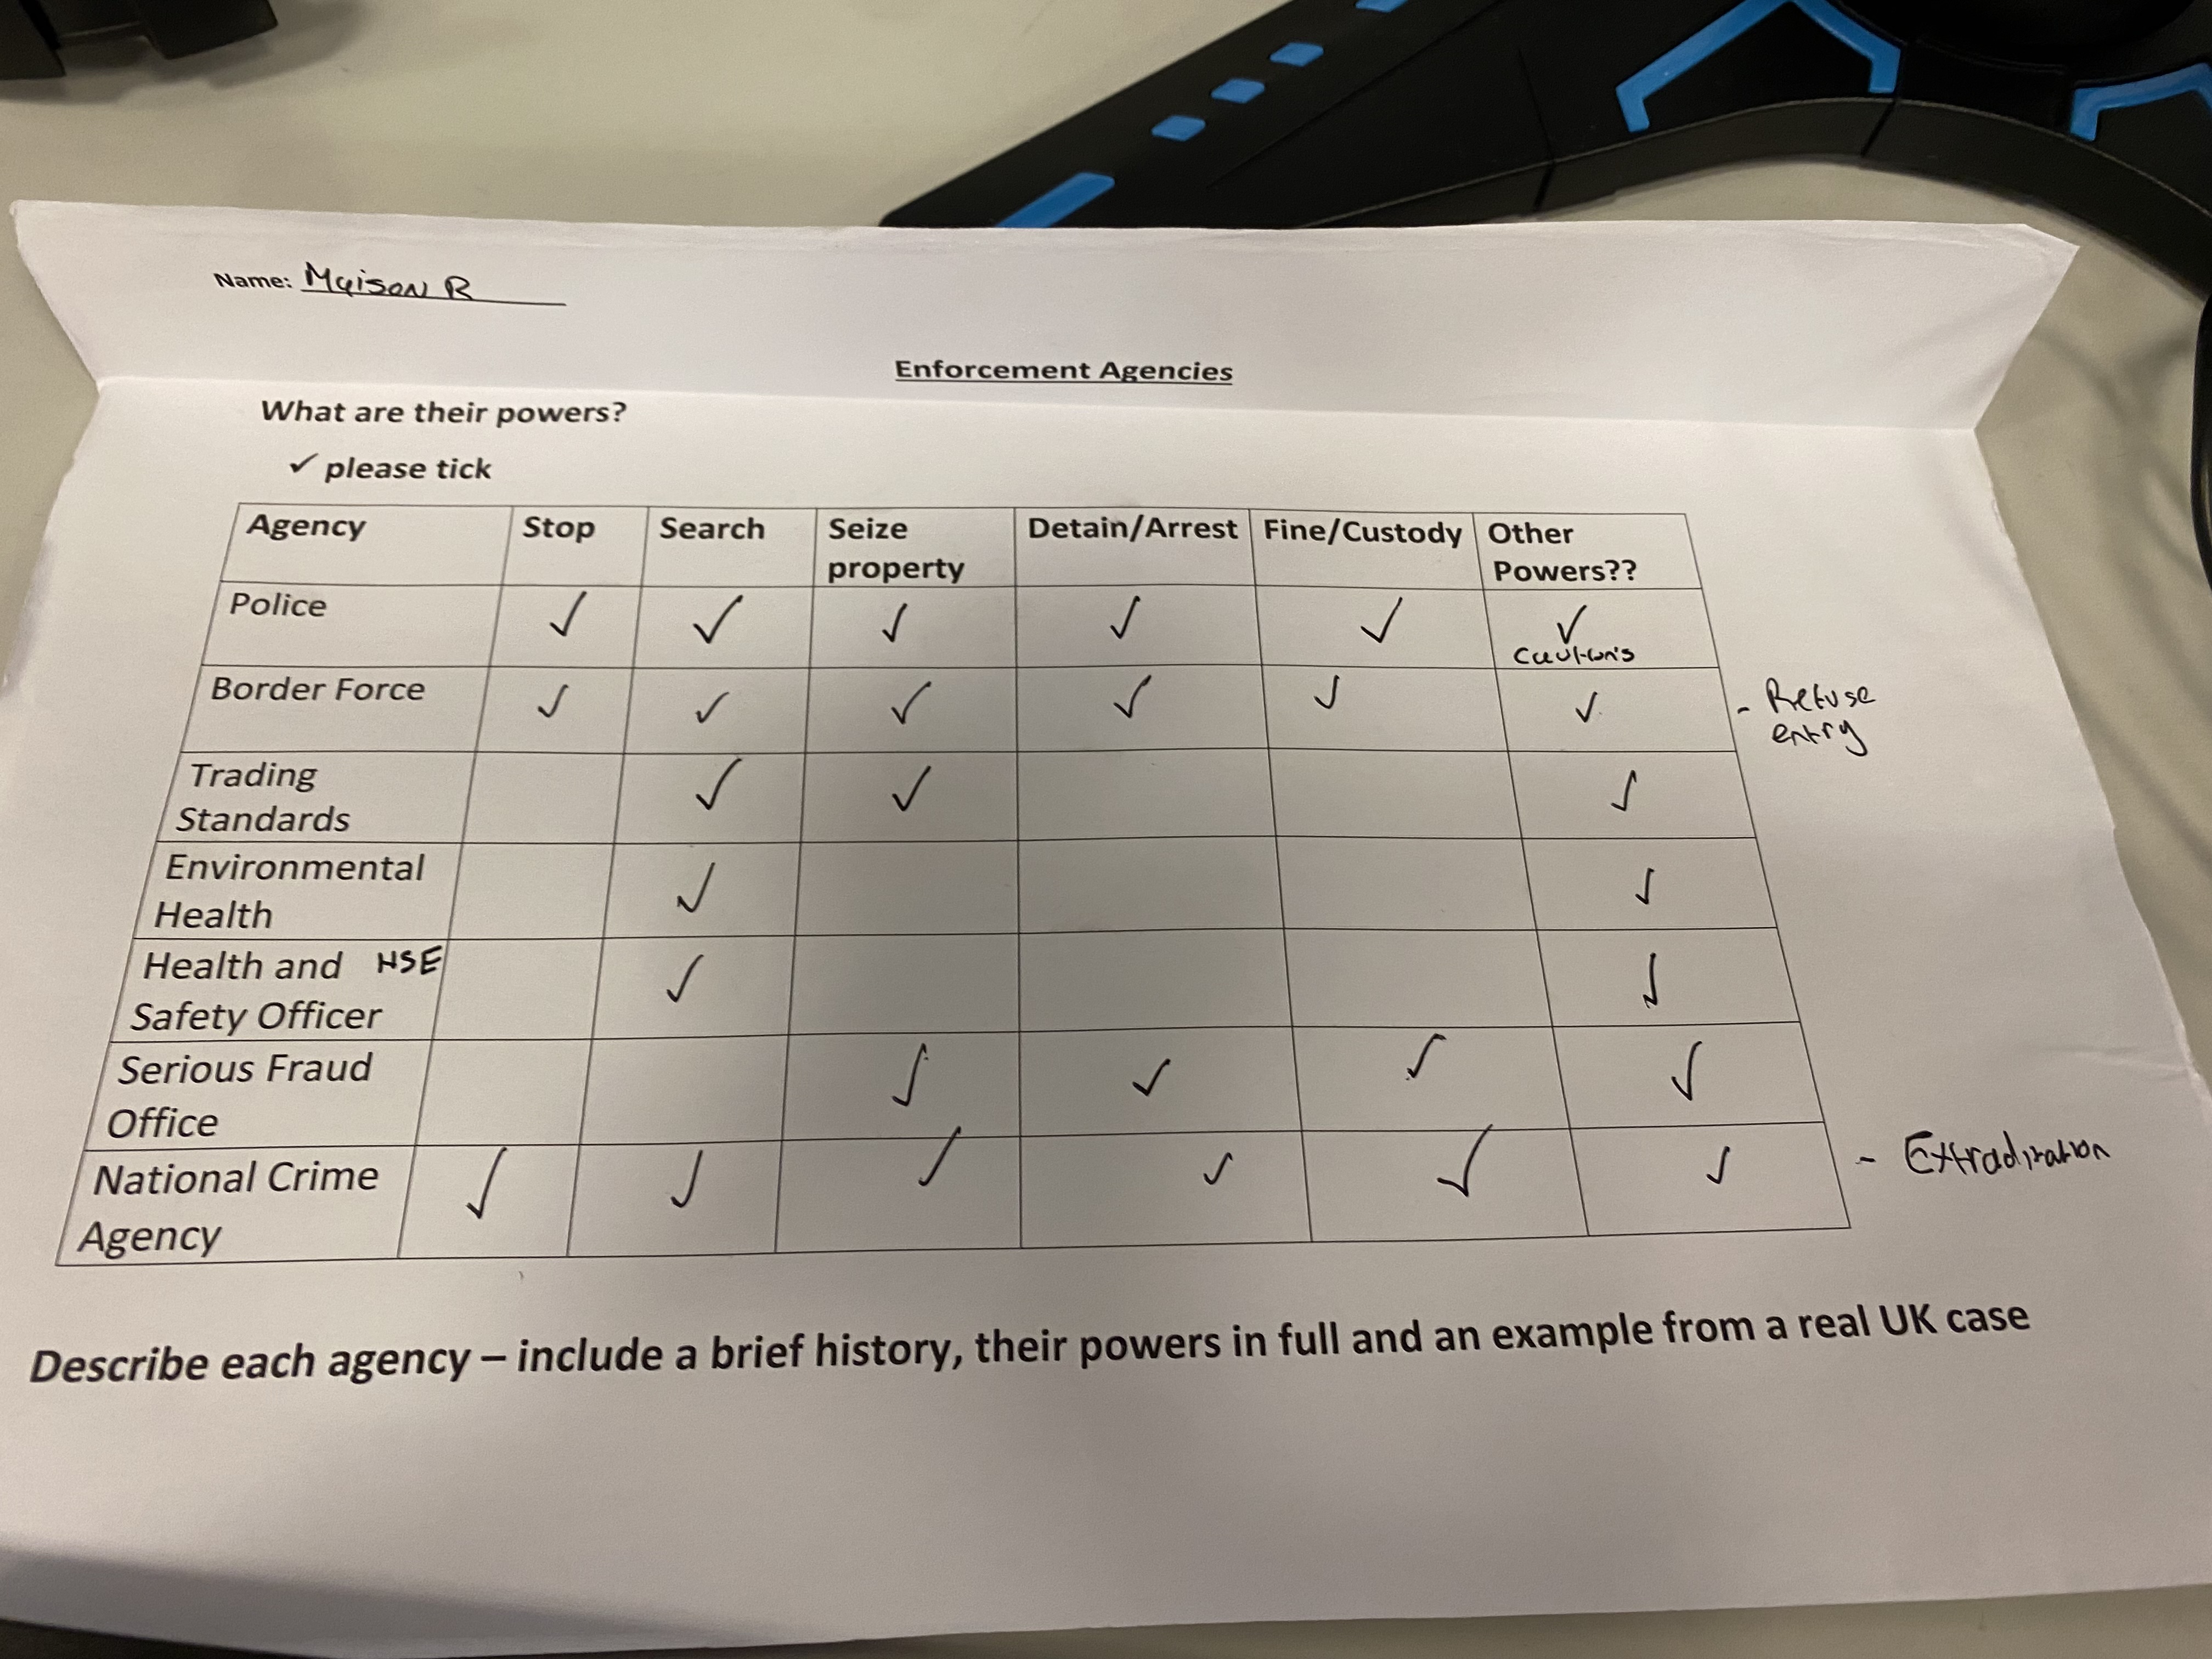 Name: Maison R
Enforcement Agencies
What are their powers?
✓ please tick
Agency Stop Search Seize property Detain/Arrest Fine/Custody Other Powers??
Police ✓ ✓ ✓ ✓ ✓ ✓ Caution's
Border Force ✓ ✓ ✓ ✓ ✓ ✓ - Refuse entry
Trading Standards ✓ ✓ ✓
Environmental Health ✓ ✓
Health and Safety Officer HSE ✓ ✓
Serious Fraud Office ✓ ✓ ✓ ✓
National Crime Agency ✓ ✓ ✓ ✓ ✓ ✓ - Extradiration
Describe each agency – include a brief history, their powers in full and an example from a real UK case